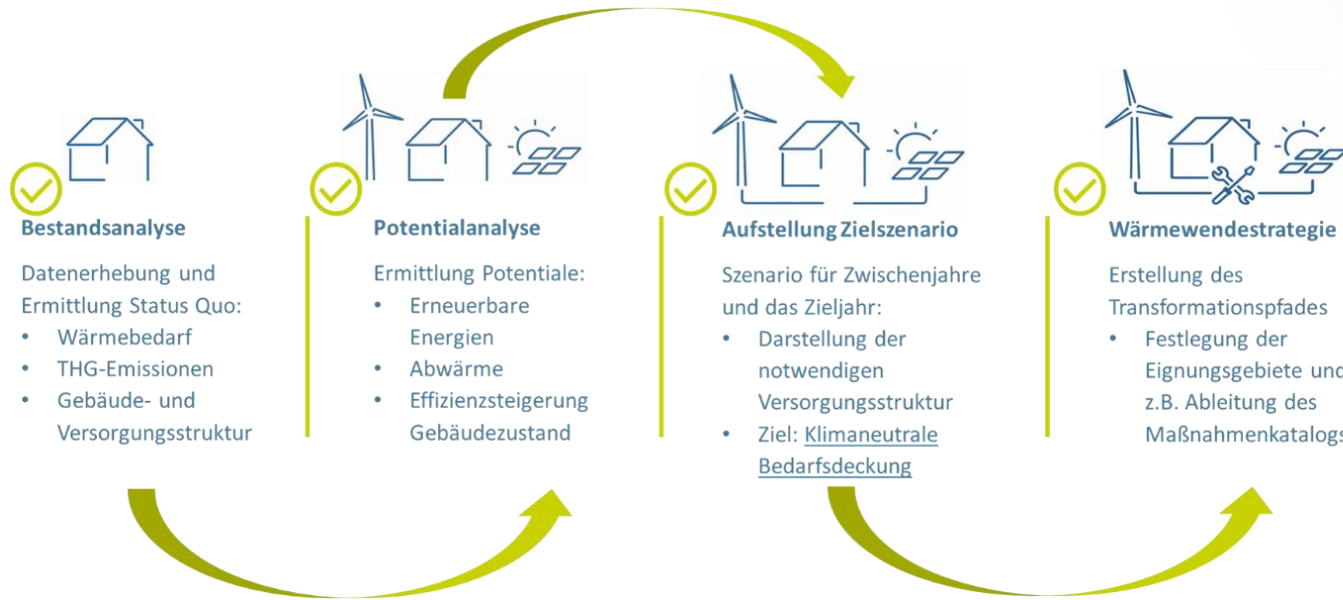 Bestandsanalyse
Datenerhebung und
Ermittlung Status Quo:
• Wärmebedarf
• THG-Emissionen
• Gebäude- und
Versorgungsstruktur
Potentialanalyse
Ermittlung Potentiale:
• Erneuerbare
Energien
• Abwärme
• Effizienzsteigerung
Gebäudezustand
Aufstellung Zielszenario
Szenario für Zwischenjahre
und das Zieljahr:
• Darstellung der
notwendigen
Versorgungsstruktur
• Ziel: Klimaneutrale
Bedarfsdeckung
Wärmewendestrategie
Erstellung des
Transformationspfades
• Festlegung der
Eignungsgebiete und
z.B. Ableitung des
Maßnahmenkatalogs